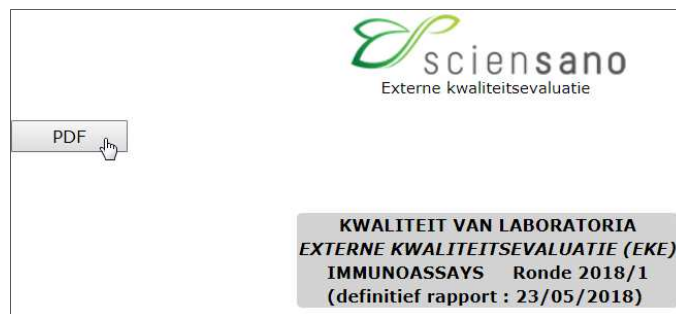 sciensano
Externe kwaliteitsevaluatie
PDF
KWALITEIT VAN LABORATORIA
EXTERNE KWALITEITSEVALUATIE (EKE)
IMMUNOASSAYS Ronde 2018/1
(definitief rapport : 23/05/2018)